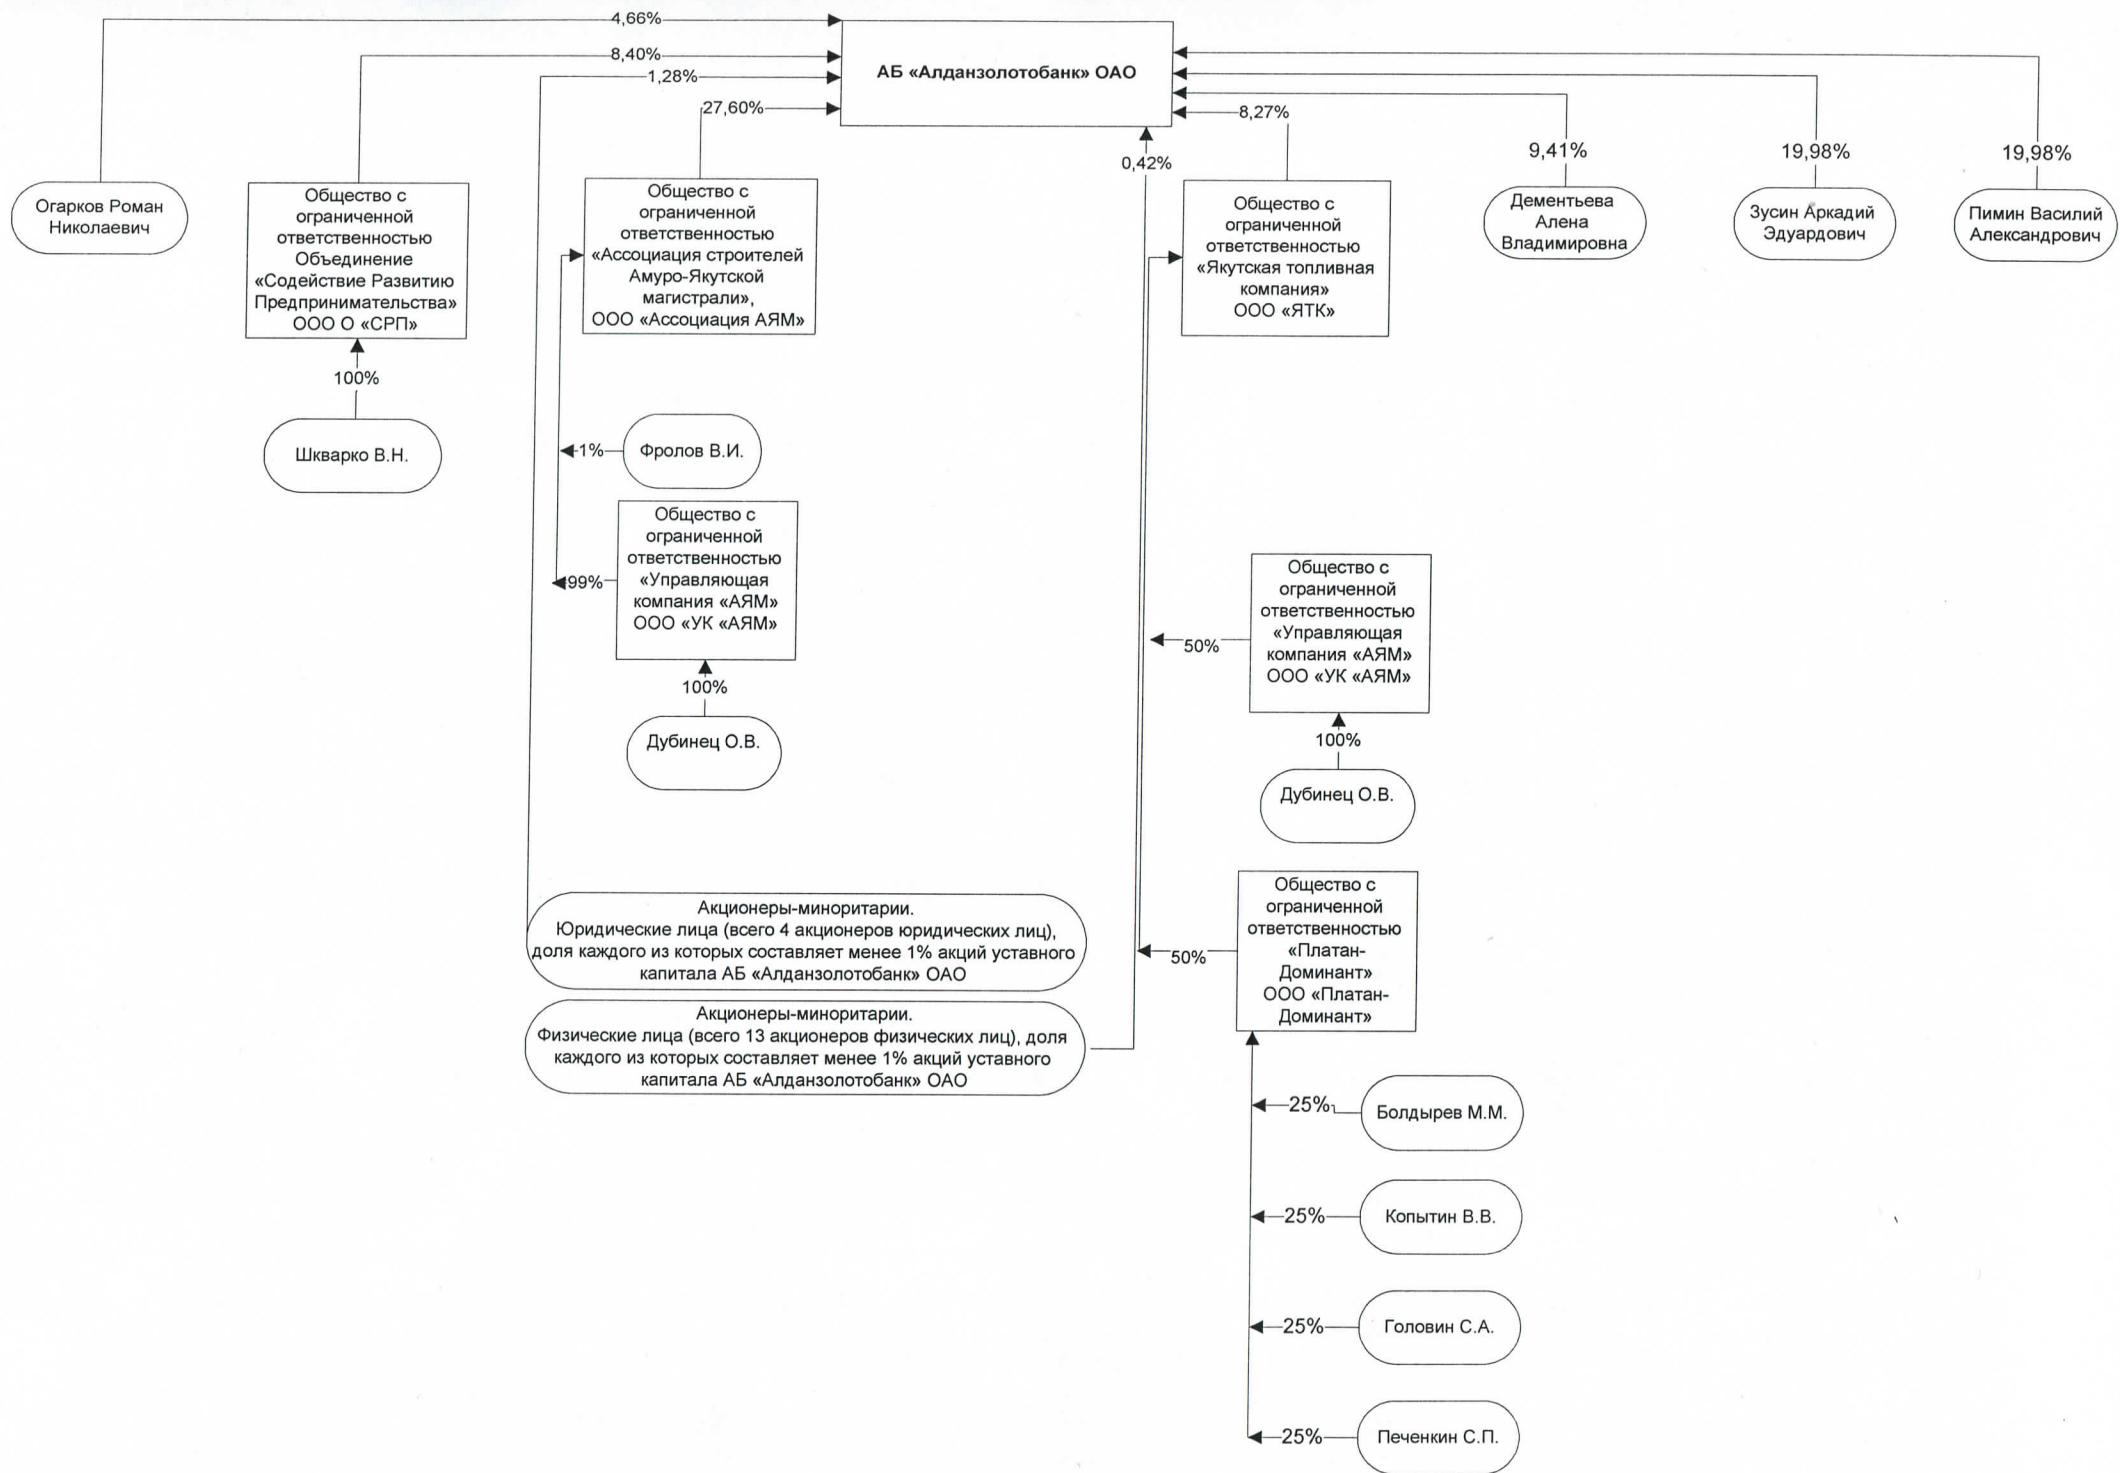 4,66%
8,40%
1,28%
27,60%
АБ «Алданзолотобанк» ОАО
8,27%
0,42%
9,41%
19,98%
19,98%
Огарков Роман
Николаевич
Общество с
ограниченной
ответственностью
Объединение
«Содействие Развитию
Предпринимательства»
ООО О «СРП»
Общество с
ограниченной
ответственностью
«Ассоциация строителей
Амуро-Якутской
магистрали»,
ООО «Ассоциация АЯМ»
Общество с
ограниченной
ответственностью
«Якутская топливная
компания»
ООО «ЯТК»
Дементьева
Алена
Владимировна
Зусин Аркадий
Эдуардович
Пимин Василий
Александрович
100%
Шкварко В.Н.
1%
Фролов В.И.
Общество с
ограниченной
ответственностью
«Управляющая
компания «АЯМ»
ООО «УК «АЯМ»
99%
100%
Дубинец О.В.
Общество с
ограниченной
ответственностью
«Управляющая
компания «АЯМ»
ООО «УК «АЯМ»
50%
100%
Дубинец О.В.
Акционеры-миноритарии.
Юридические лица (всего 4 акционеров юридических лиц),
доля каждого из которых составляет менее 1% акций уставного
капитала АБ «Алданзолотобанк» ОАО
Акционеры-миноритарии.
Физические лица (всего 13 акционеров физических лиц), доля
каждого из которых составляет менее 1% акций уставного
капитала АБ «Алданзолотобанк» ОАО
50%
Общество с
ограниченной
ответственностью
«Платан-
Доминант»
ООО «Платан-
Доминант»
25%
Болдырев М.М.
25%
Копытин В.В.
25%
Головин С.А.
25%
Печенкин С.П.